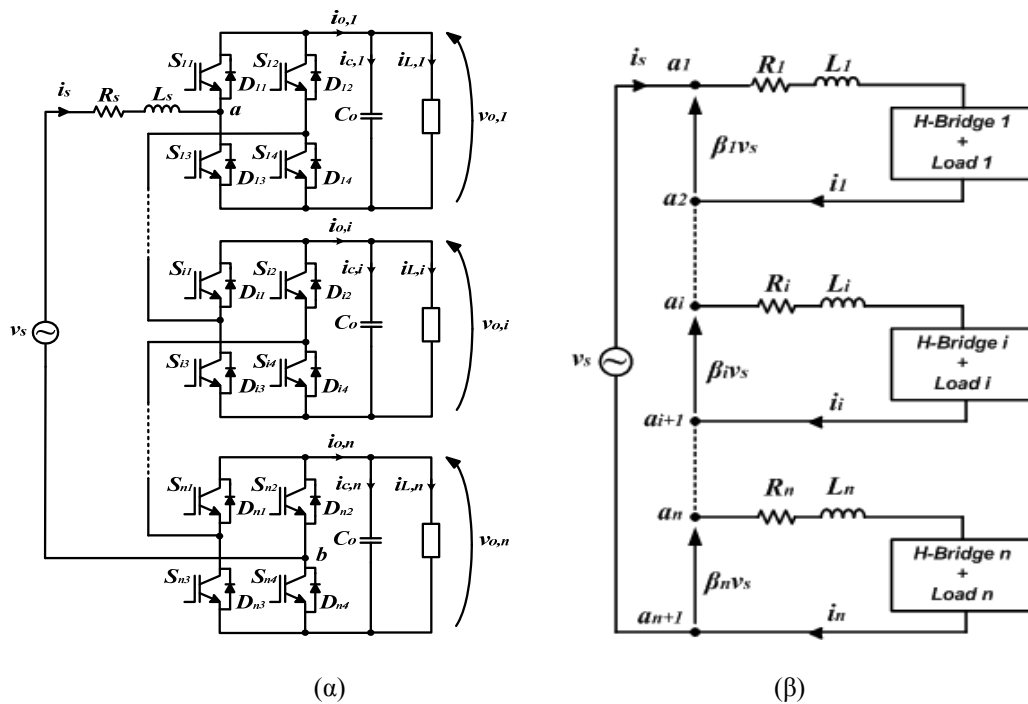 io,1
S11
D11
S12
D12
ic,1
iL,1
is
Rs
Ls
a
Co
vo,1
S13
D13
S14
D14
io,i
Si1
Di1
Si2
Di2
ic,i
iL,i
vs
Co
vo,i
Si3
Di3
Si4
Di4
io,n
Sn1
Dn1
Sn2
Dn2
ic,n
iL,n
b
Co
vo,n
Sn3
Dn3
Sn4
Dn4
(α)
is
a1
R1
L1
H-Bridge 1
+
Load 1
β1vs
a2
i1
ai
Ri
Li
vs
H-Bridge i
+
Load i
βivs
ai+1
ii
an
Rn
Ln
H-Bridge n
+
Load n
βnvs
an+1
in
(β)